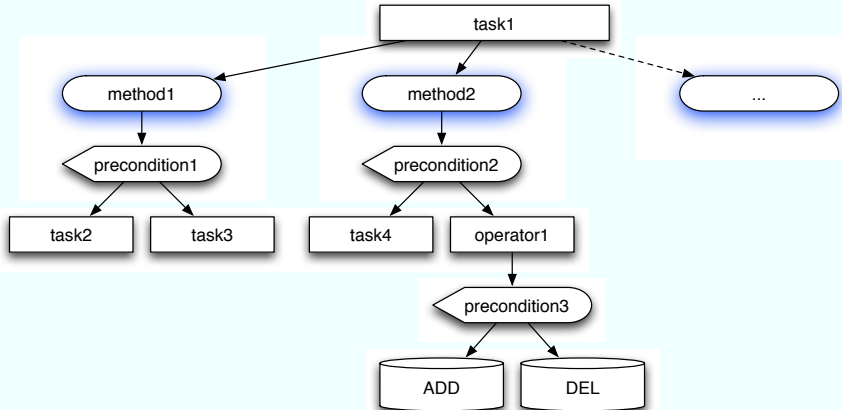 task1
method1
method2
...
precondition1
precondition2
task2
task3
task4
operator1
precondition3
ADD
DEL